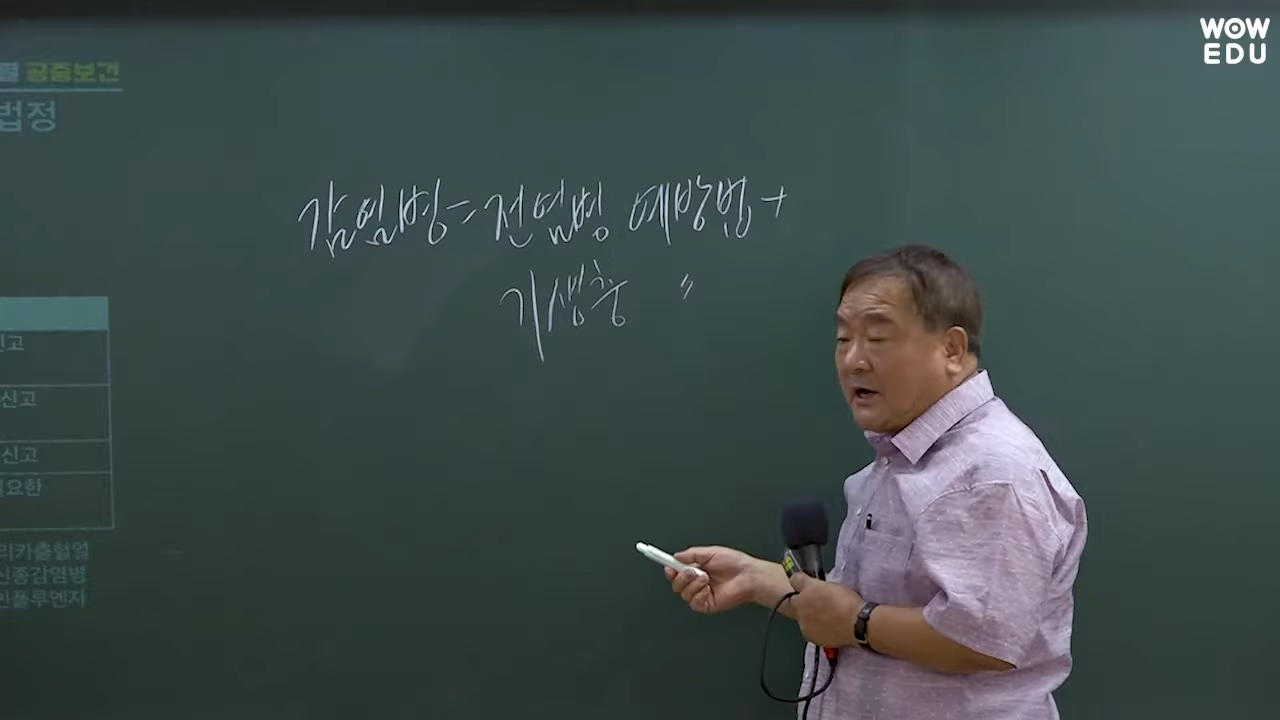 WOW
EDU
공중보건
법정
감염병 = 전염병 예방법 +
기생충 〃
신고
신고
신고
필요한
리카출혈열
신종감염병
인플루엔자